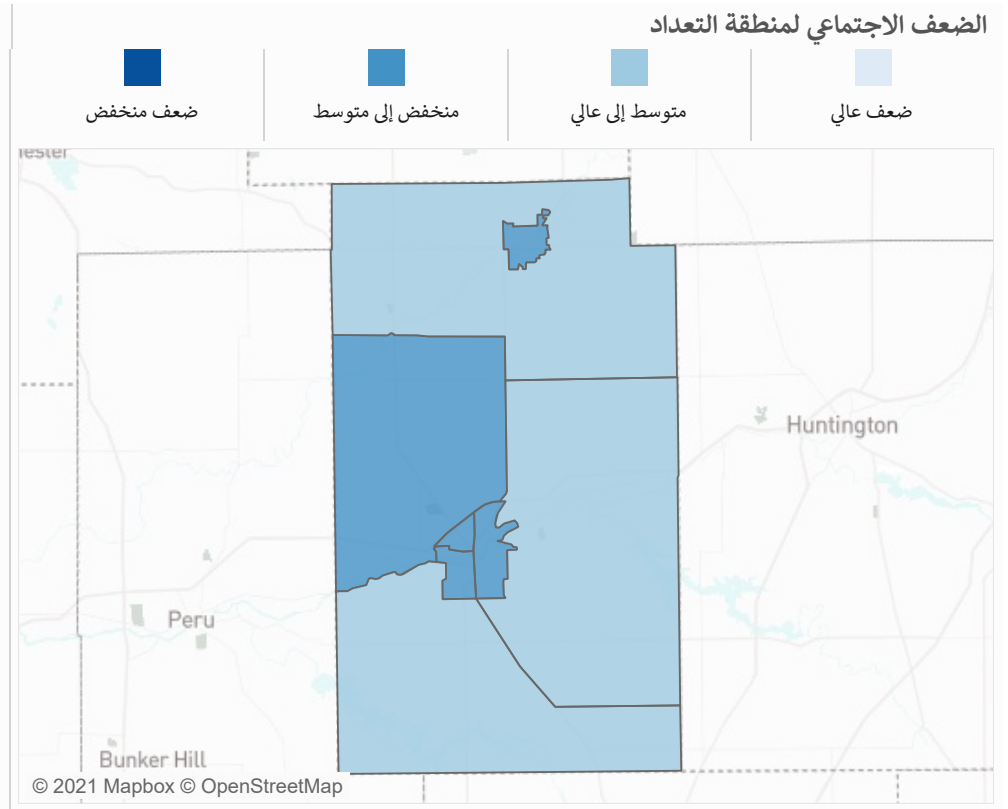 الضعف الاجتماعي لمنطقة التعداد
ضعف عالي
متوسط إلى عالي
منخفض إلى متوسط
ضعف منخفض
Huntington
Peru
Bunker Hill
© 2021 Mapbox © OpenStreetMap